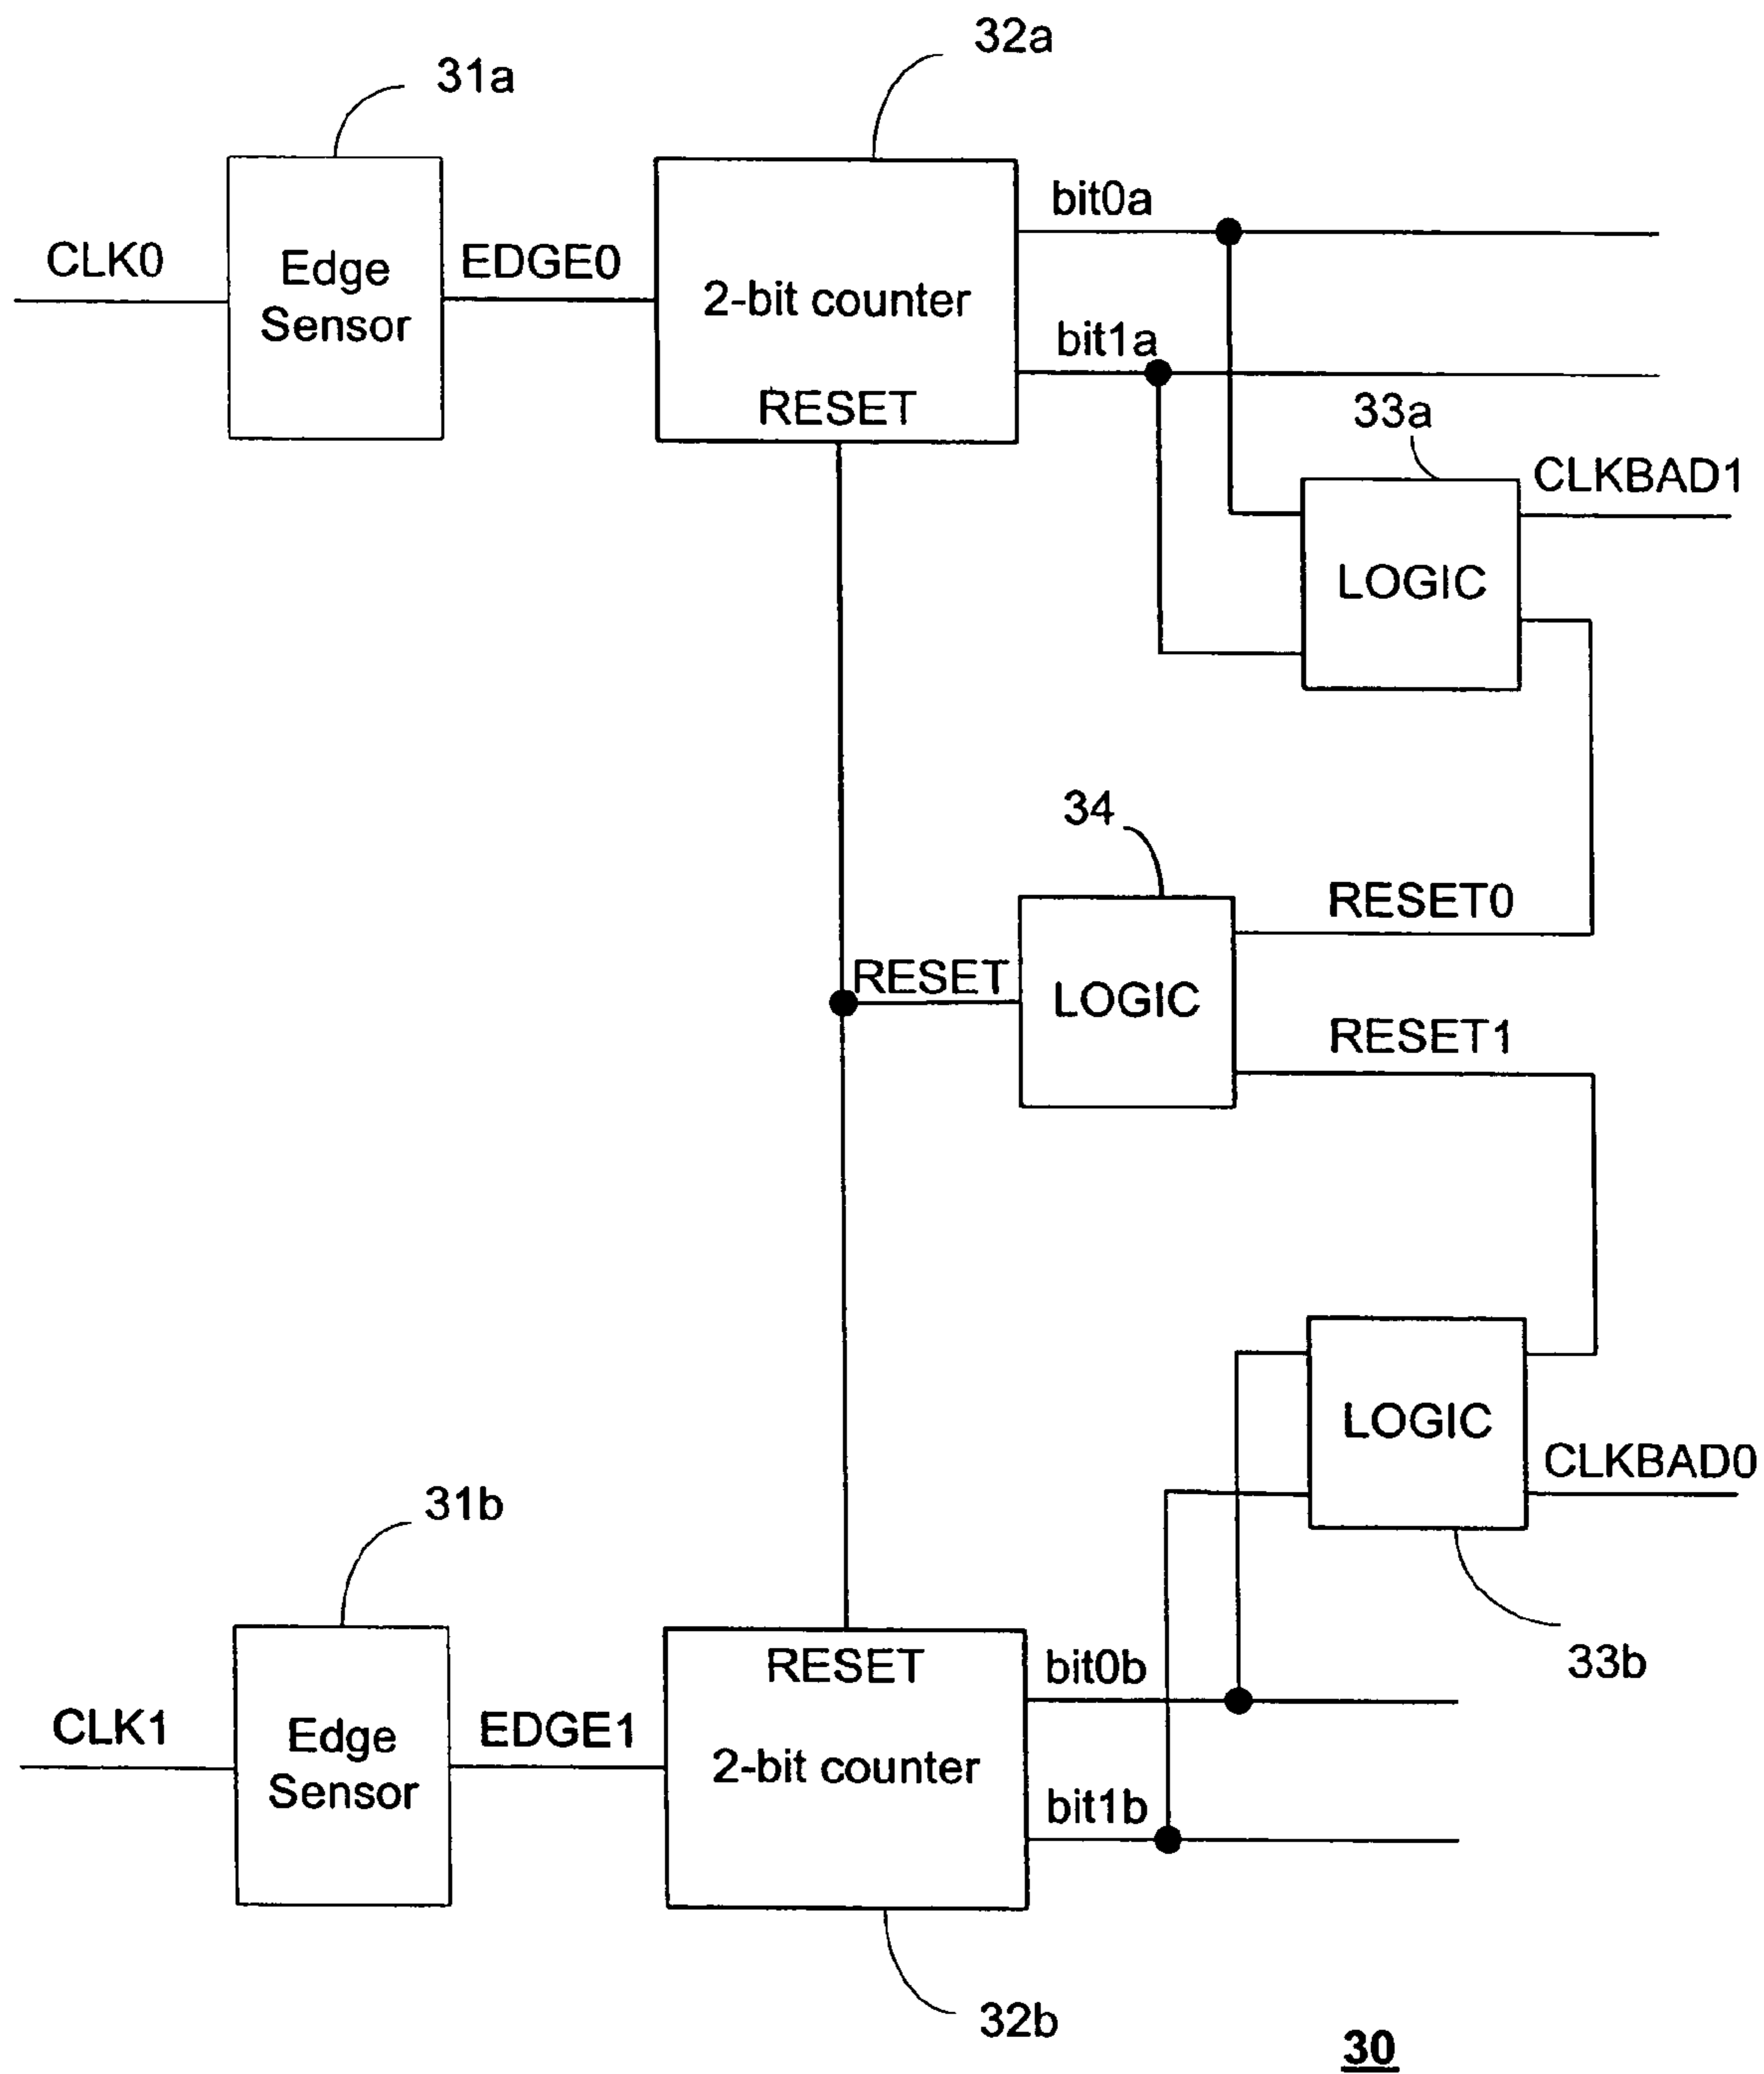 32a
31a
bit0a
CLK0
Edge
Sensor
EDGE0
2-bit counter
bit1a
RESET
33a
CLKBAD1
LOGIC
34
RESET0
RESET
LOGIC
RESET1
LOGIC
CLKBAD0
31b
RESET
bit0b
33b
CLK1
Edge
Sensor
EDGE1
2-bit counter
bit1b
32b
30